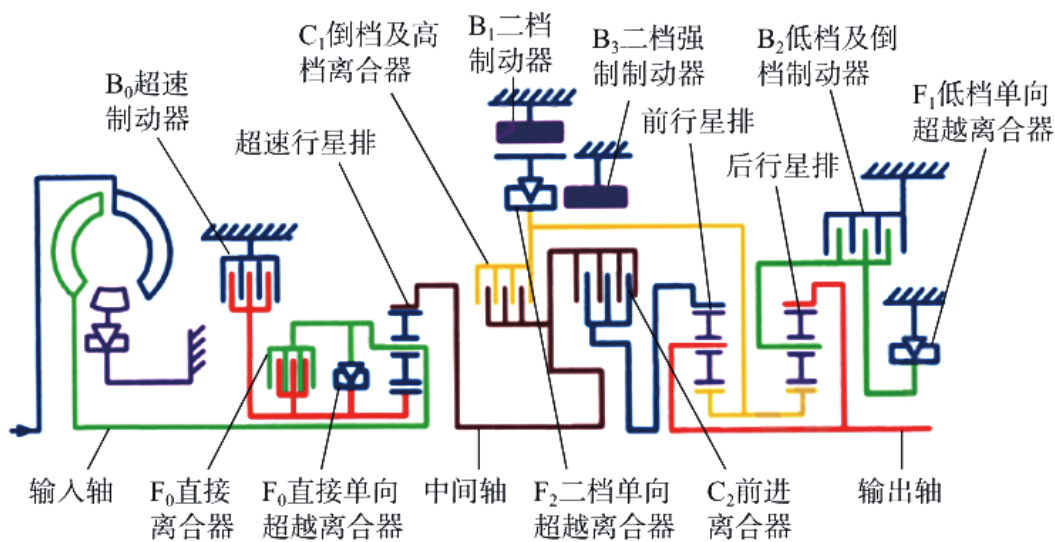 C₁倒档及高
档离合器
B₁二档
制动器
B₃二档强
制制动器
B₂低档及倒
档制动器
F₁低档单向
超越离合器
B₀超速
制动器
超速行星排
前行星排
后行星排
输入轴
F₀直接
离合器
F₀直接单向
超越离合器
中间轴
F₂二档单向
超越离合器
C₂前进
离合器
输出轴